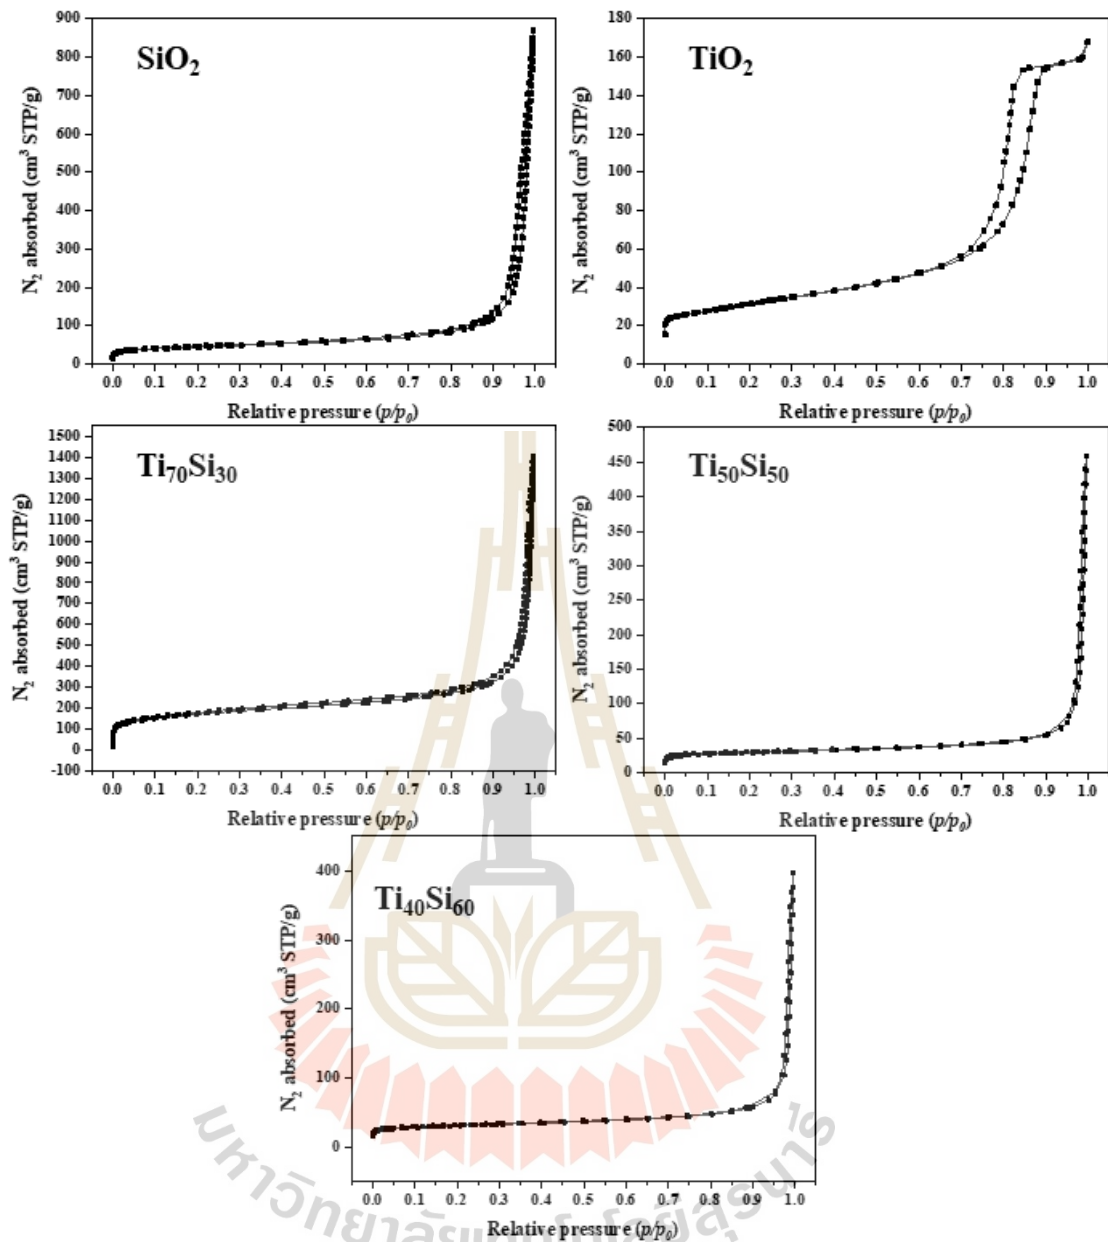 SiO₂
N₂ absorbed (cm³ STP/g)
900
800
700
600
500
400
300
200
100
0
0.0 0.1 0.2 0.3 0.4 0.5 0.6 0.7 0.8 0.9 1.0
Relative pressure (p/p₀)
TiO₂
N₂ absorbed (cm³ STP/g)
180
160
140
120
100
80
60
40
20
0
0.0 0.1 0.2 0.3 0.4 0.5 0.6 0.7 0.8 0.9 1.0
Relative pressure (p/p₀)
Ti₇₀Si₃₀
N₂ absorbed (cm³ STP/g)
1500
1400
1300
1200
1100
1000
900
800
700
600
500
400
300
200
100
0
-100
0.0 0.1 0.2 0.3 0.4 0.5 0.6 0.7 0.8 0.9 1.0
Relative pressure (p/p₀)
Ti₅₀Si₅₀
N₂ absorbed (cm³ STP/g)
500
450
400
350
300
250
200
150
100
50
0
0.0 0.1 0.2 0.3 0.4 0.5 0.6 0.7 0.8 0.9 1.0
Relative pressure (p/p₀)
Ti₄₀Si₆₀
N₂ absorbed (cm³ STP/g)
400
300
200
100
0
0.0 0.1 0.2 0.3 0.4 0.5 0.6 0.7 0.8 0.9 1.0
Relative pressure (p/p₀)